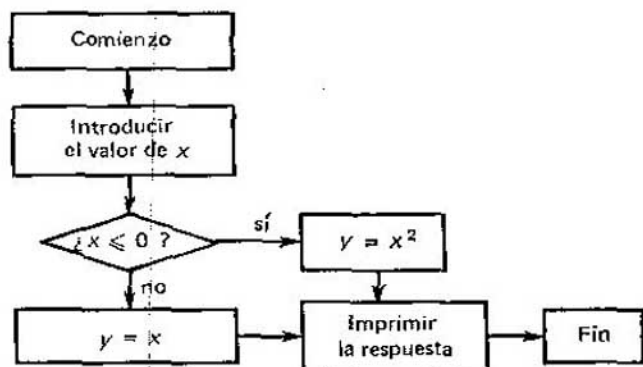 Comienzo
Introducir
el valor de x
¿x ⩽ 0 ?
sí
y = x²
no
y = x
Imprimir
la respuesta
Fin